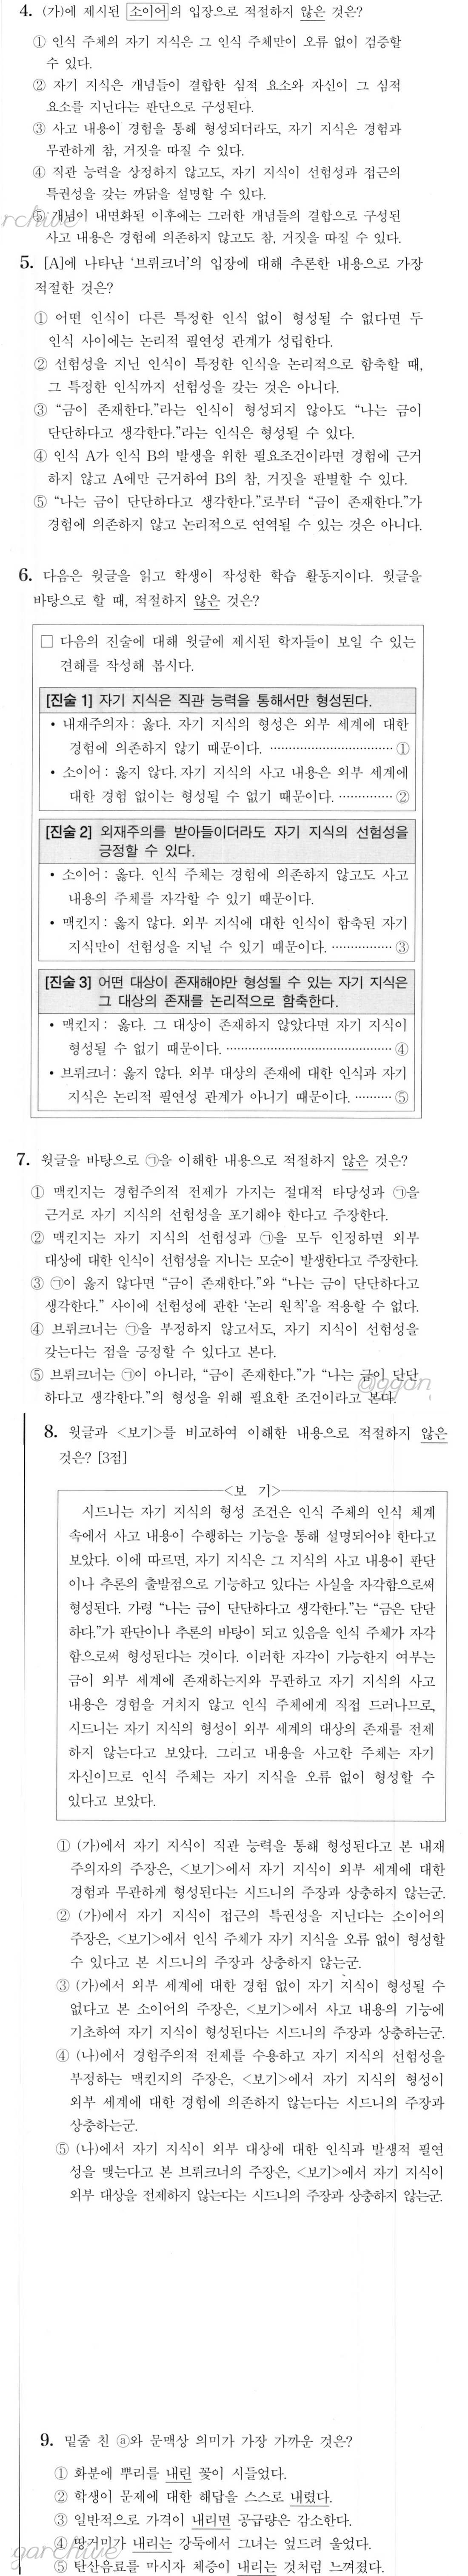 4. (가)에 제시된 소이어의 입장으로 적절하지 않은 것은?
① 인식 주체의 자기 지식은 그 인식 주체만이 오류 없이 검증할
수 있다.
② 자기 지식은 개념들이 결합한 심적 요소와 자신이 그 심적
요소를 지닌다는 판단으로 구성된다.
③ 사고 내용이 경험을 통해 형성되더라도, 자기 지식은 경험과
무관하게 참, 거짓을 따질 수 있다.
④ 직관 능력을 상정하지 않고도, 자기 지식이 선험성과 접근의
특권성을 갖는 까닭을 설명할 수 있다.
⑤ 개념이 내면화된 이후에는 그러한 개념들의 결합으로 구성된
사고 내용은 경험에 의존하지 않고도 참, 거짓을 따질 수 있다.
5. [A]에 나타난 ‘브뤼크너’의 입장에 대해 추론한 내용으로 가장
적절한 것은?
① 어떤 인식이 다른 특정한 인식 없이 형성될 수 없다면 두
인식 사이에는 논리적 필연성 관계가 성립한다.
② 선험성을 지닌 인식이 특정한 인식을 논리적으로 함축할 때,
그 특정한 인식까지 선험성을 갖는 것은 아니다.
③ “금이 존재한다.”라는 인식이 형성되지 않아도 “나는 금이
단단하다고 생각한다.”라는 인식은 형성될 수 있다.
④ 인식 A가 인식 B의 발생을 위한 필요조건이라면 경험에 근거
하지 않고 A에만 근거하여 B의 참, 거짓을 판별할 수 있다.
⑤ “나는 금이 단단하다고 생각한다.”로부터 “금이 존재한다.”가
경험에 의존하지 않고 논리적으로 연역될 수 있는 것은 아니다.
6. 다음은 윗글을 읽고 학생이 작성한 학습 활동지이다. 윗글을
바탕으로 할 때, 적절하지 않은 것은?
□ 다음의 진술에 대해 윗글에 제시된 학자들이 보일 수 있는
견해를 작성해 봅시다.
[진술 1] 자기 지식은 직관 능력을 통해서만 형성된다.
• 내재주의자 : 옳다. 자기 지식의 형성은 외부 세계에 대한
경험에 의존하지 않기 때문이다. ································ ①
• 소이어 : 옳지 않다. 자기 지식의 사고 내용은 외부 세계에
대한 경험 없이는 형성될 수 없기 때문이다. ·············· ②
[진술 2] 외재주의를 받아들이더라도 자기 지식의 선험성을
긍정할 수 있다.
• 소이어 : 옳다. 인식 주체는 경험에 의존하지 않고도 사고
내용의 주체를 자각할 수 있기 때문이다.
• 맥킨지 : 옳지 않다. 외부 지식에 대한 인식이 함축된 자기
지식만이 선험성을 지닐 수 있기 때문이다. ················ ③
[진술 3] 어떤 대상이 존재해야만 형성될 수 있는 자기 지식은
그 대상의 존재를 논리적으로 함축한다.
• 맥킨지 : 옳다. 그 대상이 존재하지 않았다면 자기 지식이
형성될 수 없기 때문이다. ·········································· ④
• 브뤼크너 : 옳지 않다. 외부 대상의 존재에 대한 인식과 자기
지식은 논리적 필연성 관계가 아니기 때문이다. ········· ⑤
7. 윗글을 바탕으로 ㉠을 이해한 내용으로 적절하지 않은 것은?
① 맥킨지는 경험주의적 전제가 가지는 절대적 타당성과 ㉠을
근거로 자기 지식의 선험성을 포기해야 한다고 주장한다.
② 맥킨지는 자기 지식의 선험성과 ㉠을 모두 인정하면 외부
대상에 대한 인식이 선험성을 지니는 모순이 발생한다고 주장한다.
③ ㉠이 옳지 않다면 “금이 존재한다.”와 “나는 금이 단단하다고
생각한다.” 사이에 선험성에 관한 ‘논리 원칙’을 적용할 수 없다.
④ 브뤼크너는 ㉠을 부정하지 않고서도, 자기 지식이 선험성을
갖는다는 점을 긍정할 수 있다고 본다.
⑤ 브뤼크너는 ㉠이 아니라, “금이 존재한다.”가 “나는 금이 단단
하다고 생각한다.”의 형성을 위해 필요한 조건이라고 본다.
8. 윗글과 <보기>를 비교하여 이해한 내용으로 적절하지 않은
것은? [3점]
<보 기>
시드니는 자기 지식의 형성 조건은 인식 주체의 인식 체계
속에서 사고 내용이 수행하는 기능을 통해 설명되어야 한다고
보았다. 이에 따르면, 자기 지식은 그 지식의 사고 내용이 판단
이나 추론의 출발점으로 기능하고 있다는 사실을 자각함으로써
형성된다. 가령 “나는 금이 단단하다고 생각한다.”는 “금은 단단
하다.”가 판단이나 추론의 바탕이 되고 있음을 인식 주체가 자각
함으로써 형성된다는 것이다. 이러한 자각이 가능한지 여부는
금이 외부 세계에 존재하는지와 무관하고 자기 지식의 사고
내용은 경험을 거치지 않고 인식 주체에게 직접 드러나므로,
시드니는 자기 지식의 형성이 외부 세계의 대상의 존재를 전제
하지 않는다고 보았다. 그리고 내용을 사고한 주체는 자기
자신이므로 인식 주체는 자기 지식을 오류 없이 형성할 수
있다고 보았다.
① (가)에서 자기 지식이 직관 능력을 통해 형성된다고 본 내재
주의자의 주장은, <보기>에서 자기 지식이 외부 세계에 대한
경험과 무관하게 형성된다는 시드니의 주장과 상충하지 않는군.
② (가)에서 자기 지식이 접근의 특권성을 지닌다는 소이어의
주장은, <보기>에서 인식 주체가 자기 지식을 오류 없이 형성할
수 있다고 본 시드니의 주장과 상충하지 않는군.
③ (가)에서 외부 세계에 대한 경험 없이 자기 지식이 형성될 수
없다고 본 소이어의 주장은, <보기>에서 사고 내용의 기능에
기초하여 자기 지식이 형성된다는 시드니의 주장과 상충하는군.
④ (나)에서 경험주의적 전제를 수용하고 자기 지식의 선험성을
부정하는 맥킨지의 주장은, <보기>에서 자기 지식의 형성이
외부 세계에 대한 경험에 의존하지 않는다는 시드니의 주장과
상충하는군.
⑤ (나)에서 자기 지식이 외부 대상에 대한 인식과 발생적 필연
성을 맺는다고 본 브뤼크너의 주장은, <보기>에서 자기 지식이
외부 대상을 전제하지 않는다는 시드니의 주장과 상충하지 않는군.
9. 밑줄 친 ⓐ와 문맥상 의미가 가장 가까운 것은?
① 화분에 뿌리를 내린 꽃이 시들었다.
② 학생이 문제에 대한 해답을 스스로 내렸다.
③ 일반적으로 가격이 내리면 공급량은 감소한다.
④ 땅거미가 내리는 강둑에서 그녀는 엎드려 울었다.
⑤ 탄산음료를 마시자 체증이 내리는 것처럼 느껴졌다.
garchive